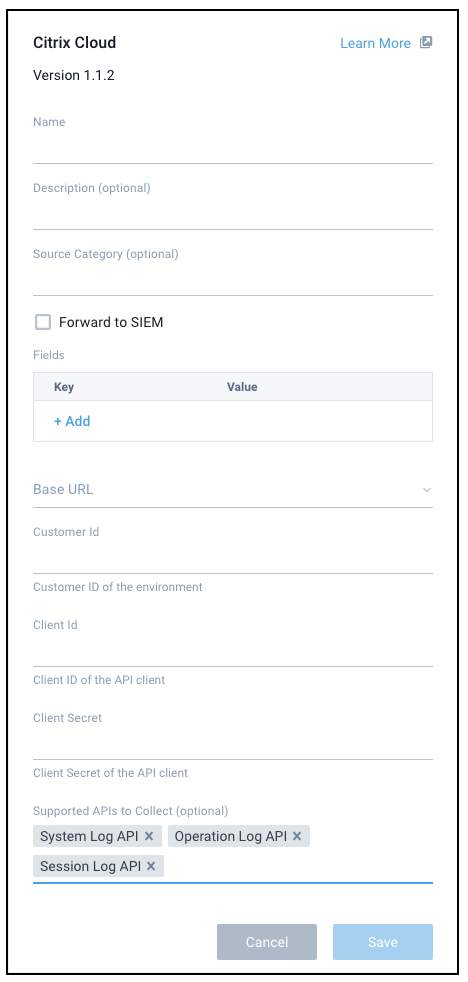 Citrix Cloud Learn More
Version 1.1.2
Name
Description (optional)
Source Category (optional)
Forward to SIEM
Fields
Key Value
+ Add
Base URL
Customer Id
Customer ID of the environment
Client Id
Client ID of the API client
Client Secret
Client Secret of the API client
Supported APIs to Collect (optional)
System Log API × Operation Log API ×
Session Log API ×
Cancel Save